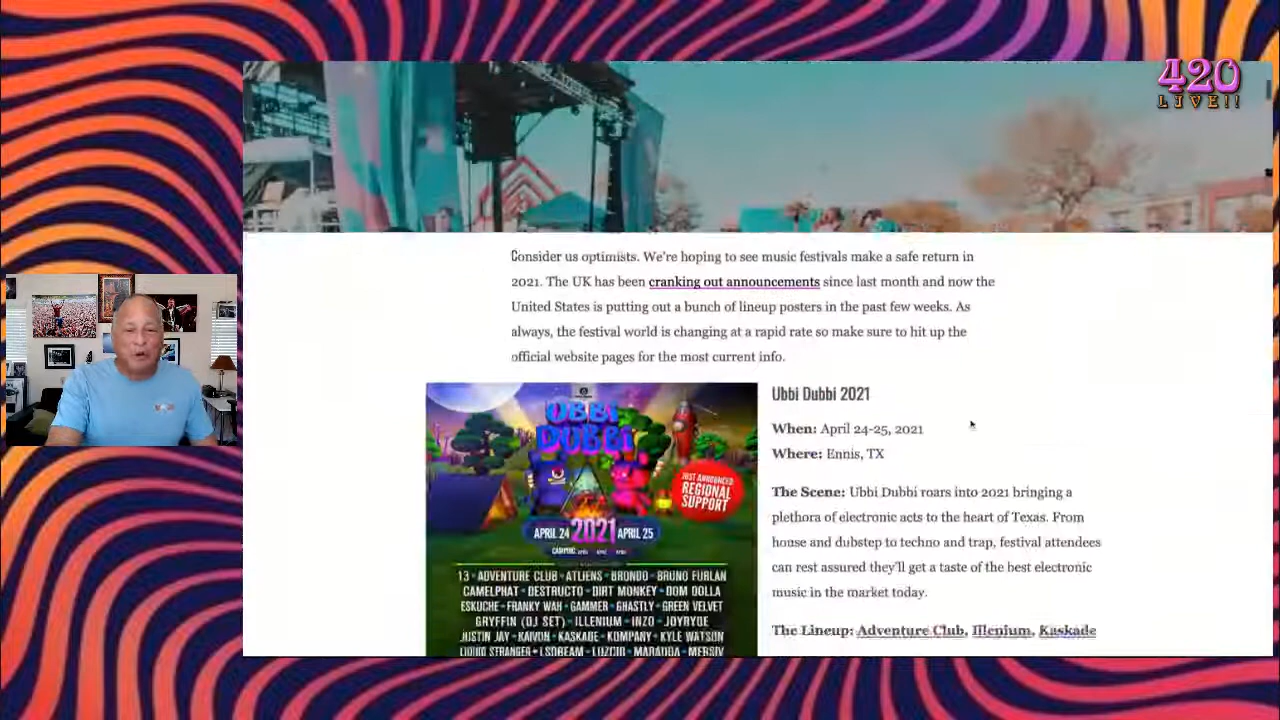 420
LIVE!!
Consider us optimists. We're hoping to see music festivals make a safe return in
2021. The UK has been cranking out announcements since last month and now the
United States is putting out a bunch of lineup posters in the past few weeks. As
always, the festival world is changing at a rapid rate so make sure to hit up the
official website pages for the most current info.
UBBI
DUBBI
JUST ANNOUNCED
REGIONAL
SUPPORT
APRIL 24 2021 APRIL 25
CAMPING
13 • ADVENTURE CLUB • ATLIENS • BRONDO • BRUNO FURLAN
CAMELPHAT • DESTRUCTO • DIRT MONKEY • DOM DOLLA
ESKUCHE • FRANKY WAH • GAMMER • GHASTLY • GREEN VELVET
GRYFFIN (DJ SET) • ILLENIUM • INZO • JOYRYDE
JUSTIN JAY • KAIVON • KASKADE • KOMPANY • KYLE WATSON
LIQUID STRANGER • LSDREAM • LUZCID • MARAUDA • MERSIV
Ubbi Dubbi 2021
When: April 24-25, 2021
Where: Ennis, TX
The Scene: Ubbi Dubbi roars into 2021 bringing a
plethora of electronic acts to the heart of Texas. From
house and dubstep to techno and trap, festival attendees
can rest assured they'll get a taste of the best electronic
music in the market today.
The Lineup: Adventure Club, Illenium, Kaskade